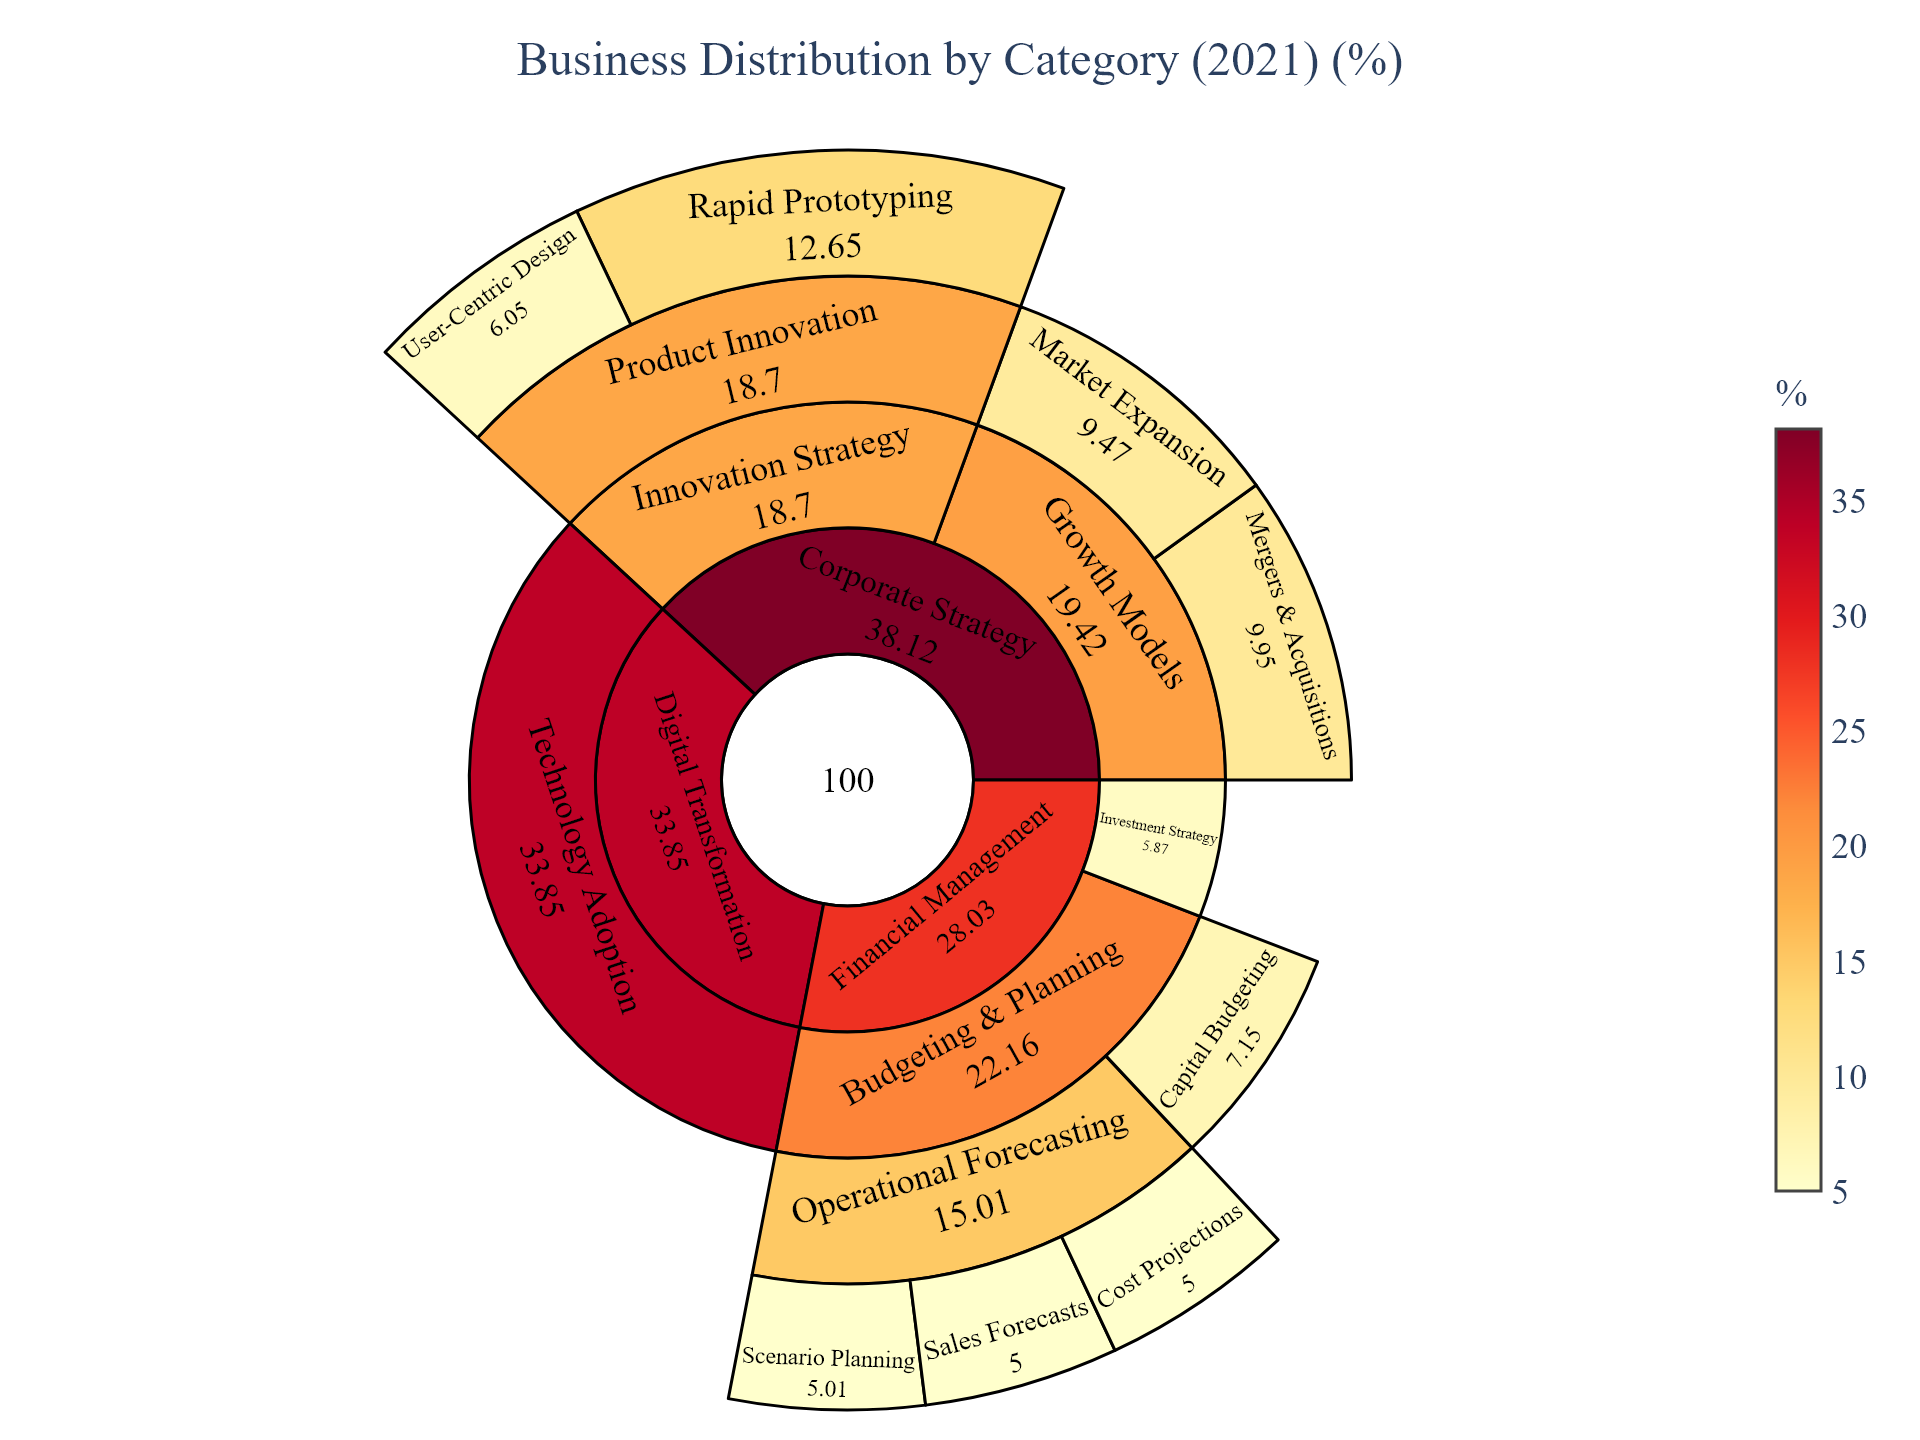 Business Distribution by Category (2021) (%)
Rapid Prototyping
12.65
User-Centric Design
6.05
Product Innovation
18.7
Market Expansion
9.47
Innovation Strategy
18.7
Growth Models
19.42
Mergers & Acquisitions
9.95
Corporate Strategy
38.12
Digital Transformation
33.85
Technology Adoption
33.85
100
Financial Management
28.03
Investment Strategy
5.87
Budgeting & Planning
22.16
Capital Budgeting
7.15
Operational Forecasting
15.01
Cost Projections
5
Sales Forecasts
5
Scenario Planning
5.01
%
35
30
25
20
15
10
5